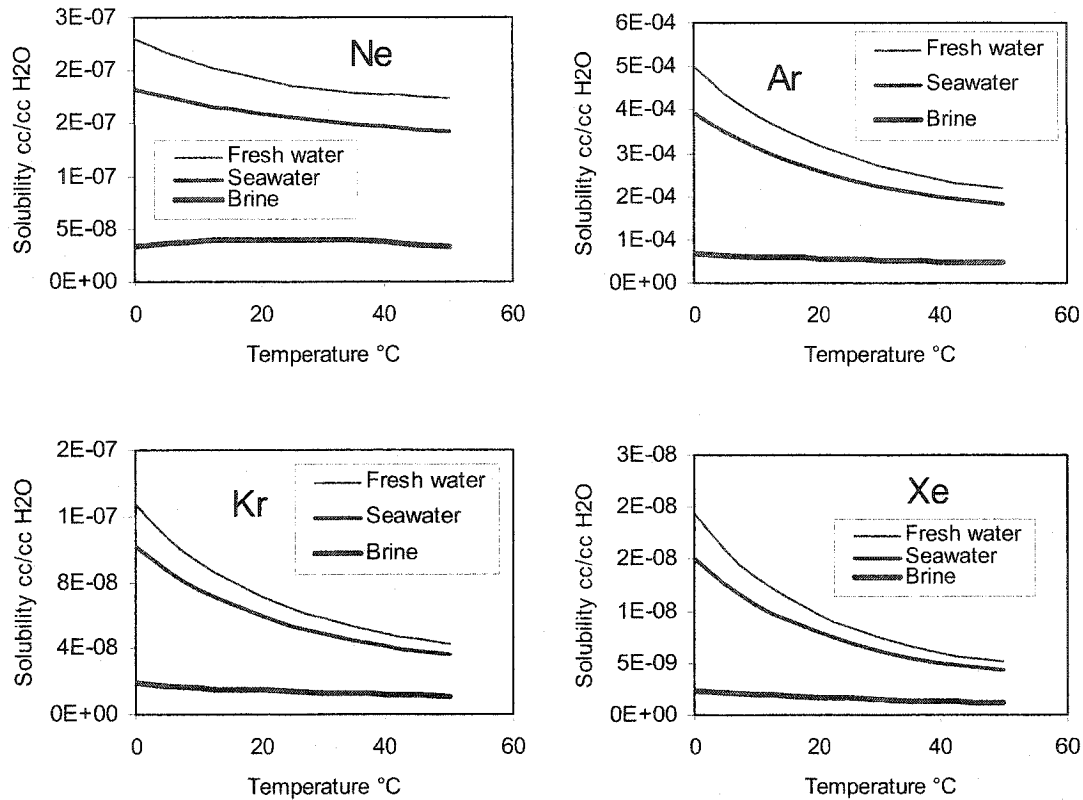 Ne
Solubility cc/cc H2O
3E-07
2E-07
2E-07
1E-07
5E-08
0E+00
Fresh water
Seawater
Brine
0 20 40 60
Temperature °C
Ar
Solubility cc/cc H2O
6E-04
5E-04
4E-04
3E-04
2E-04
1E-04
0E+00
Fresh water
Seawater
Brine
0 20 40 60
Temperature °C
Kr
Solubility cc/cc H2O
2E-07
1E-07
8E-08
4E-08
0E+00
Fresh water
Seawater
Brine
0 20 40 60
Temperature °C
Xe
Solubility cc/cc H2O
3E-08
2E-08
2E-08
1E-08
5E-09
0E+00
Fresh water
Seawater
Brine
0 20 40 60
Temperature °C